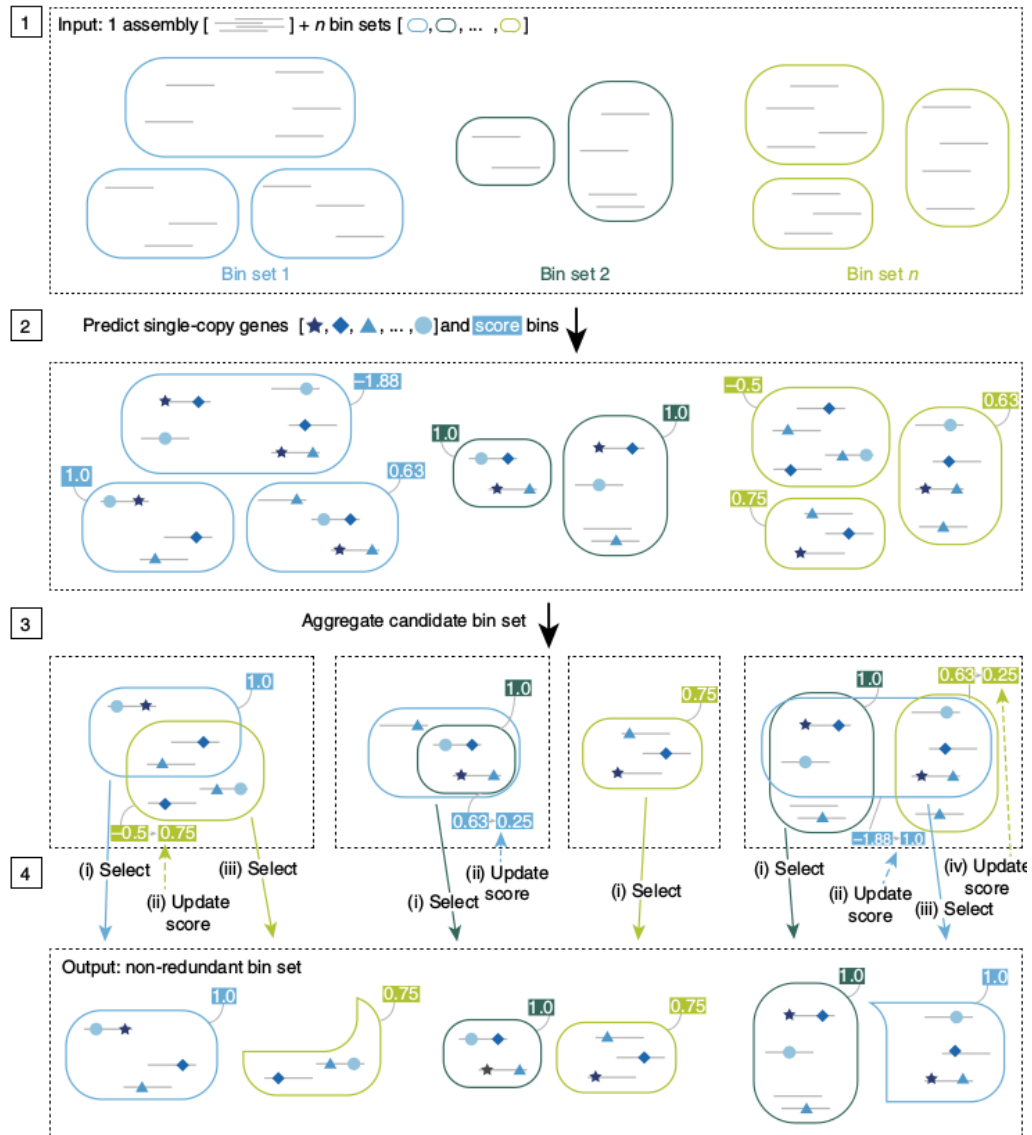 1
Input: 1 assembly [ ] + n bin sets [ , , ... , ]
Bin set 1
Bin set 2
Bin set n
2
Predict single-copy genes [ , , , ... , ] and score bins
–1.88
1.0
0.63
1.0
1.0
–0.5
0.63
0.75
3
Aggregate candidate bin set
1.0
–0.5 0.75
1.0
0.63 0.25
0.75
1.0
0.63 0.25
–1.88 1.0
4
(i) Select
(ii) Update
score
(iii) Select
(i) Select
(ii) Update
score
(i) Select
(i) Select
(ii) Update
score
(iii) Select
(iv) Update
score
Output: non-redundant bin set
1.0
0.75
1.0
0.75
1.0
1.0